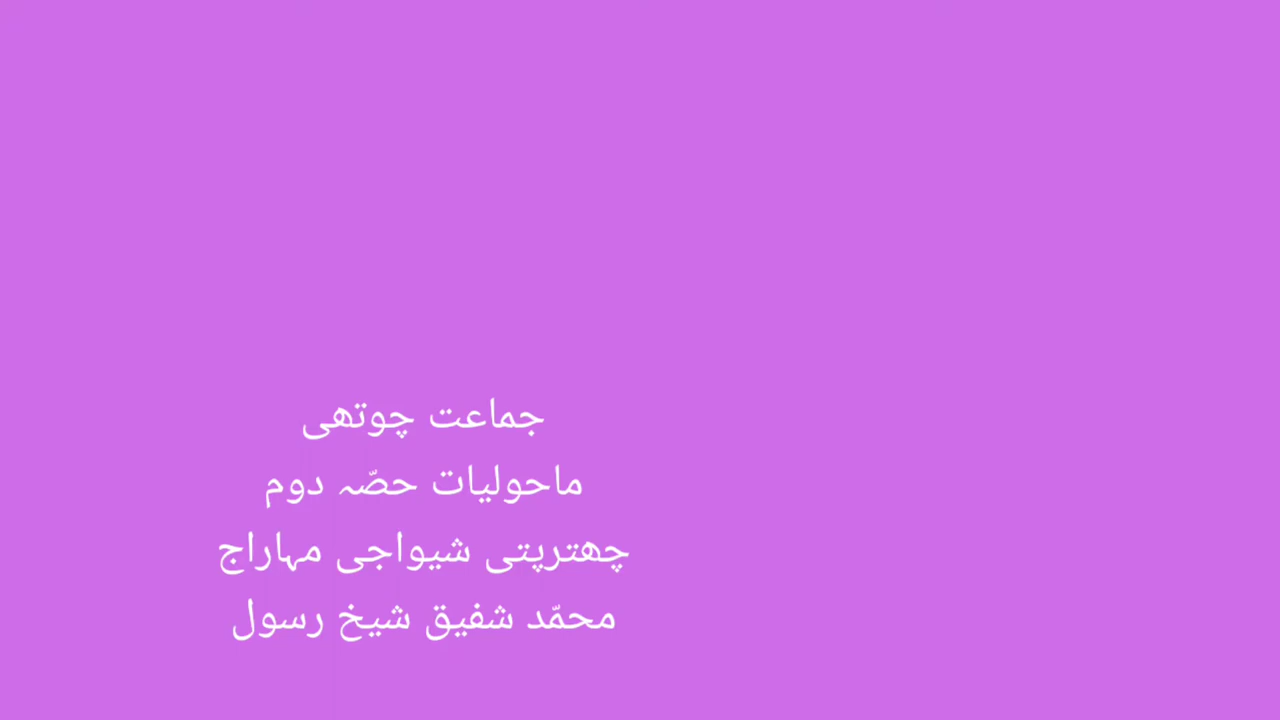 جماعت چوتھی
ماحولیات حصّہ دوم
چھترپتی شیواجی مہاراج
محمّد شفیق شیخ رسول